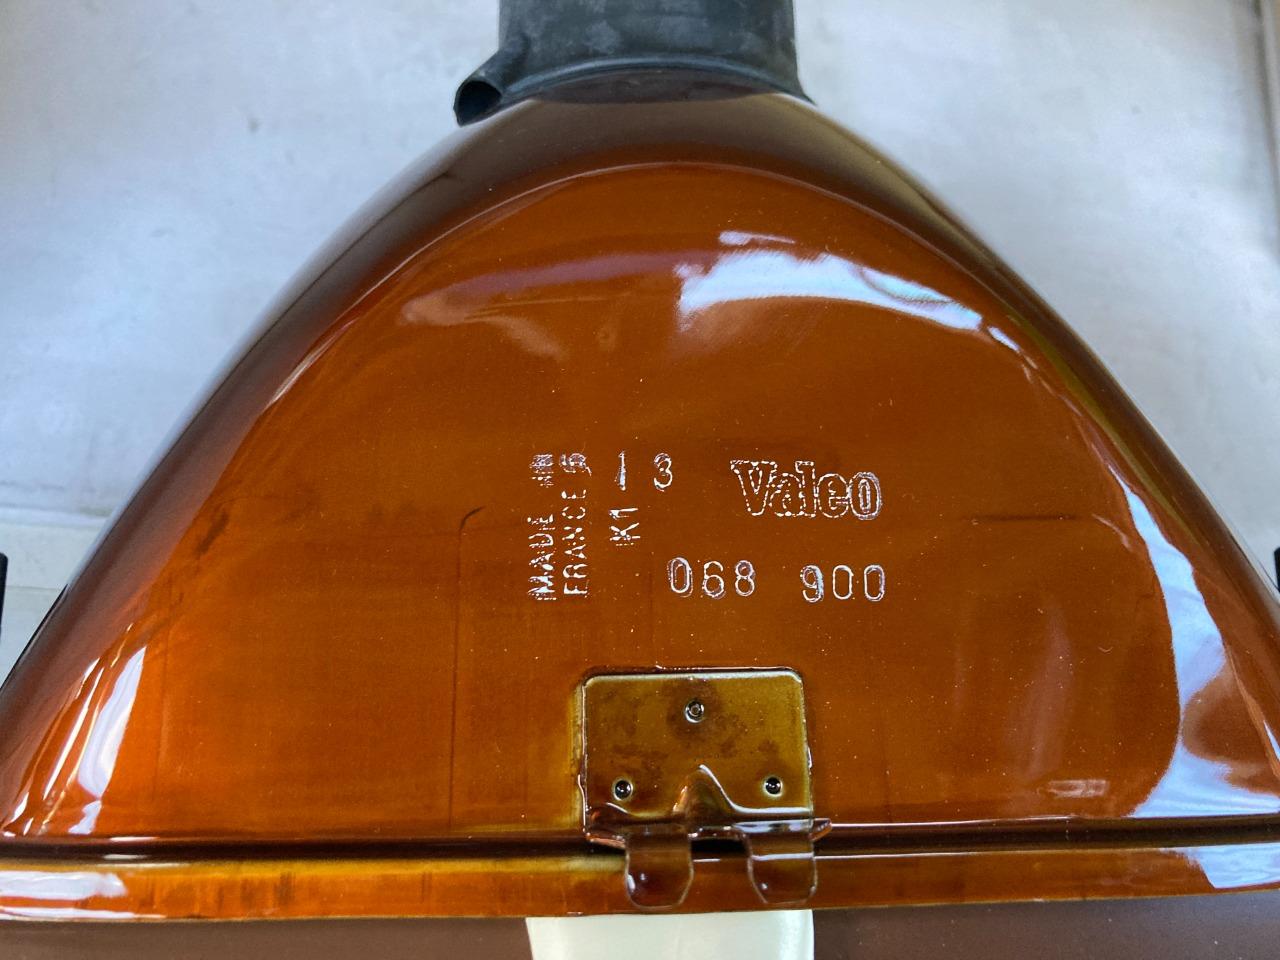 MADE IN
FRANCE
1 3
K1
Valeo
068 900